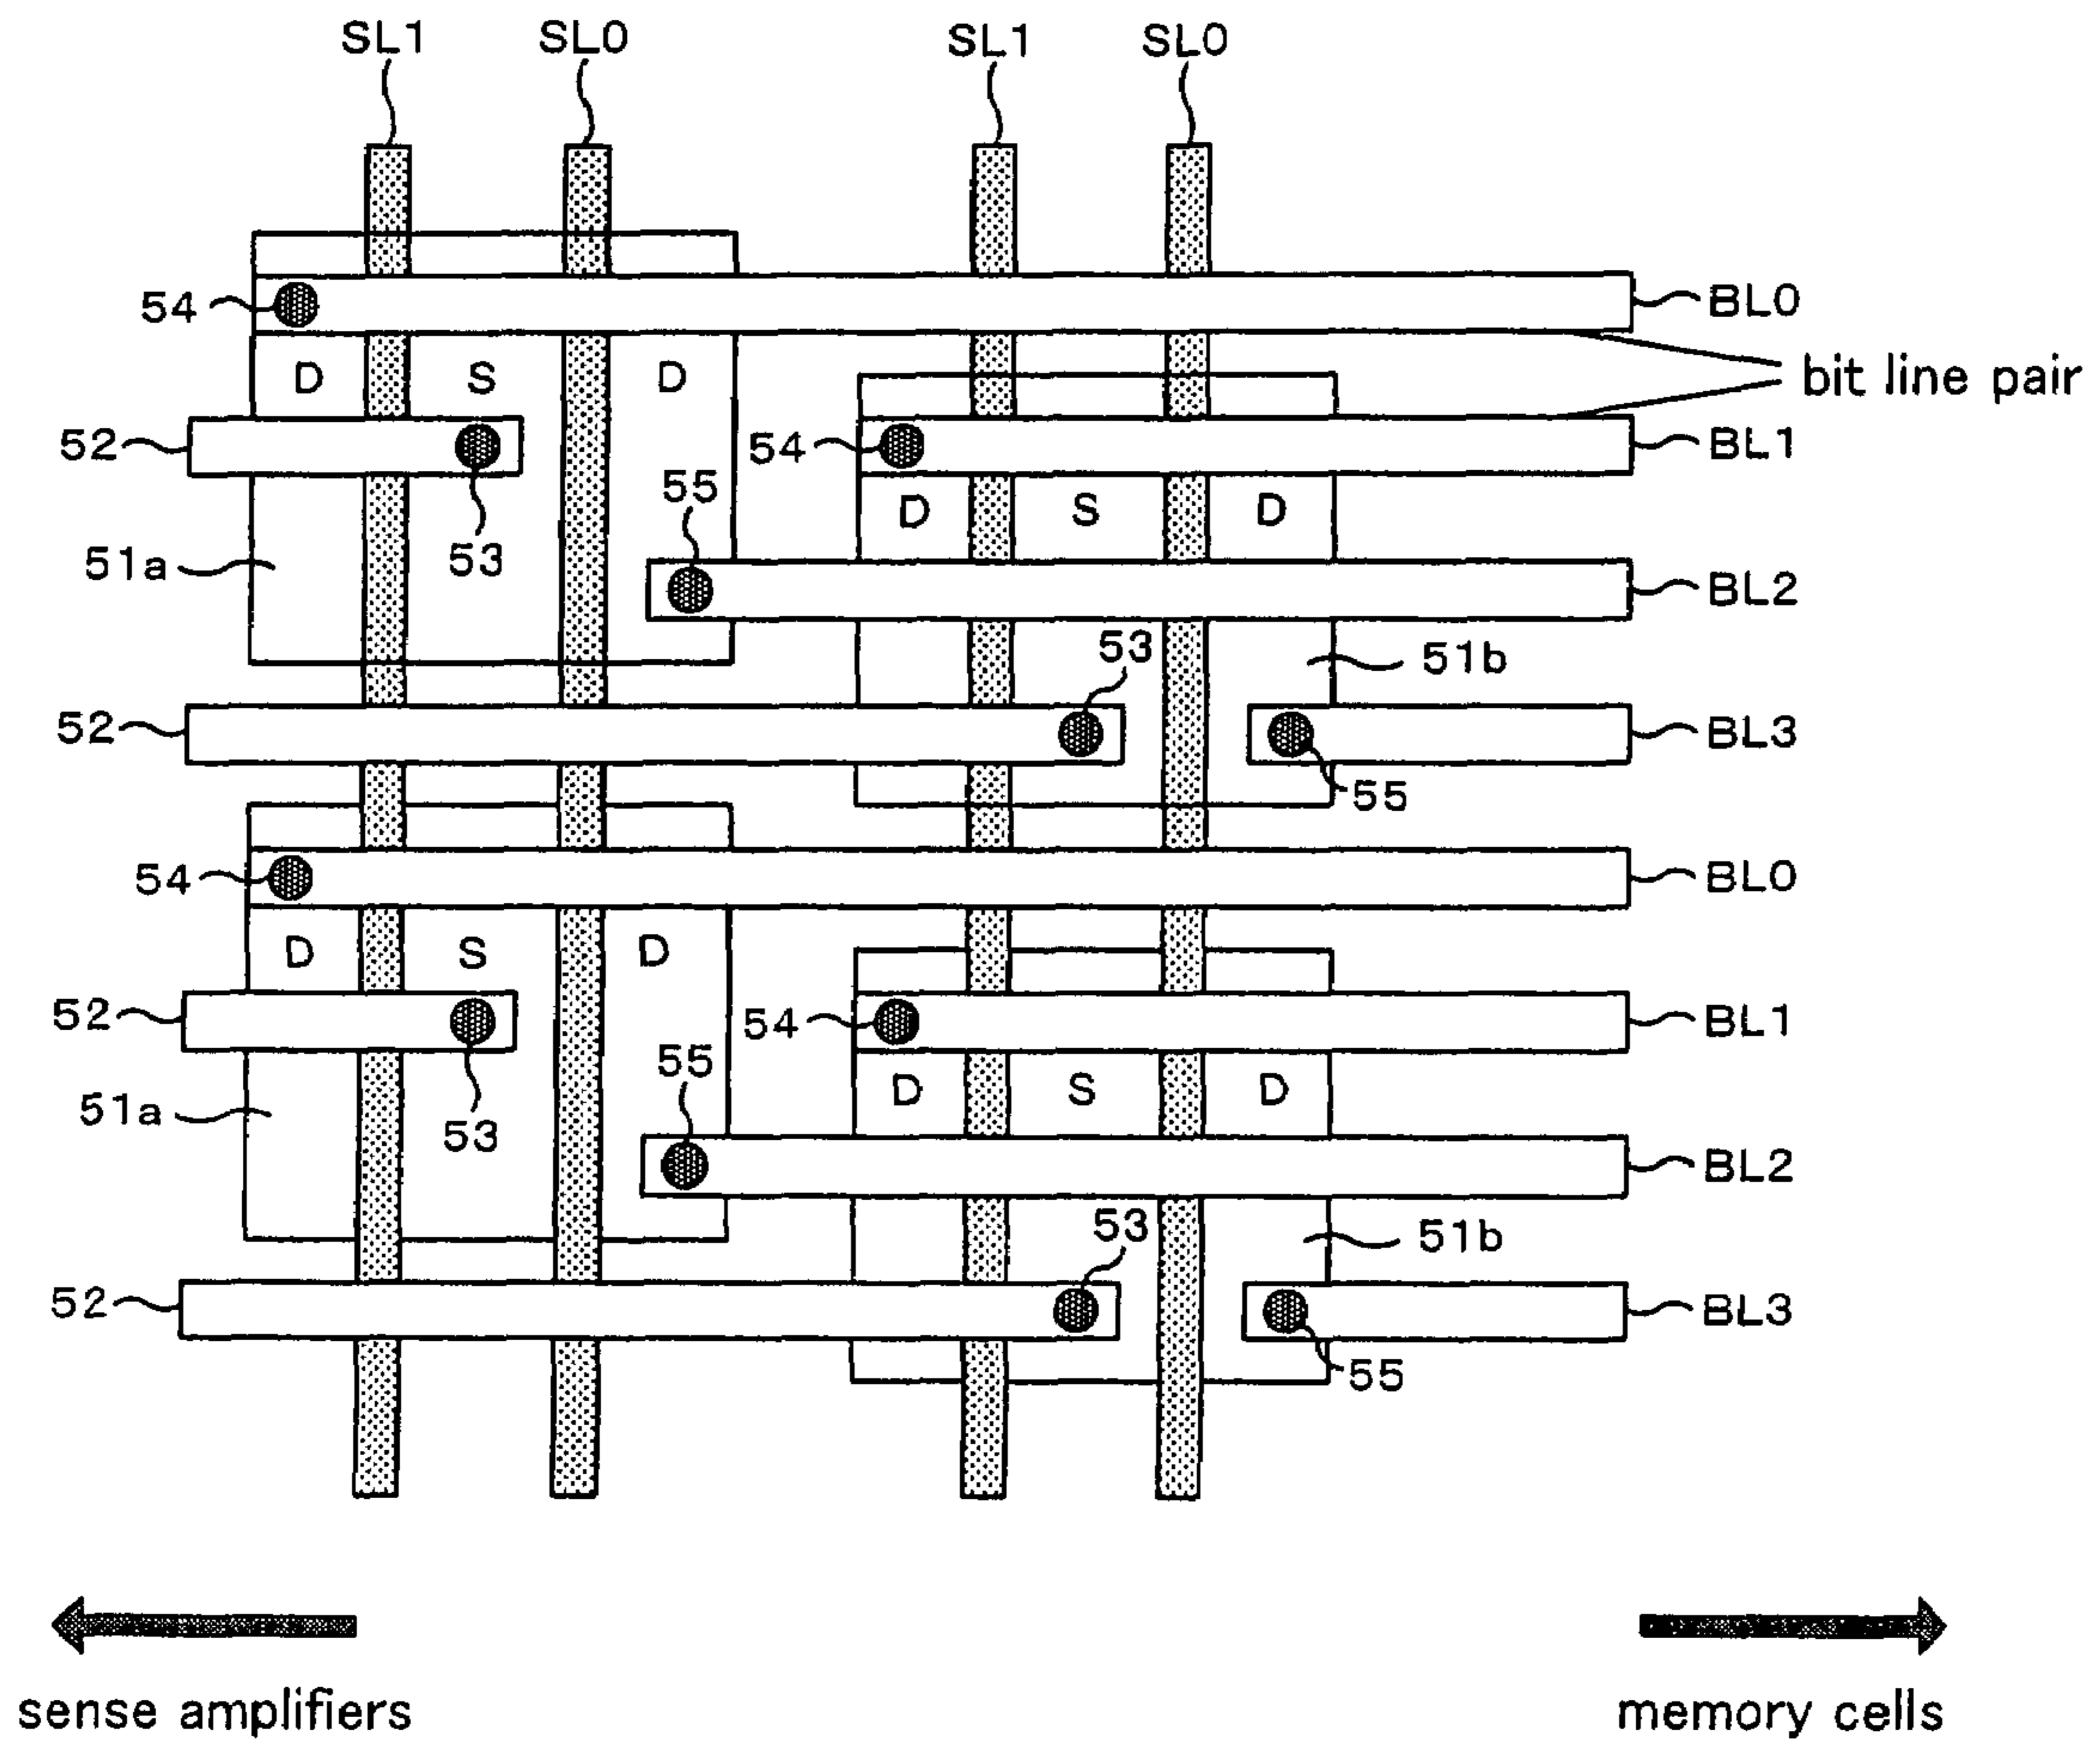 SL1 SL0 SL1 SL0
54 BL0
D S D bit line pair
52 54 BL1
55 D S D
51a 53 BL2
53 51b
52 BL3
55
54 BL0
D S D
52 54 BL1
55 D S D
51a 53 BL2
53 51b
52 BL3
55
sense amplifiers memory cells